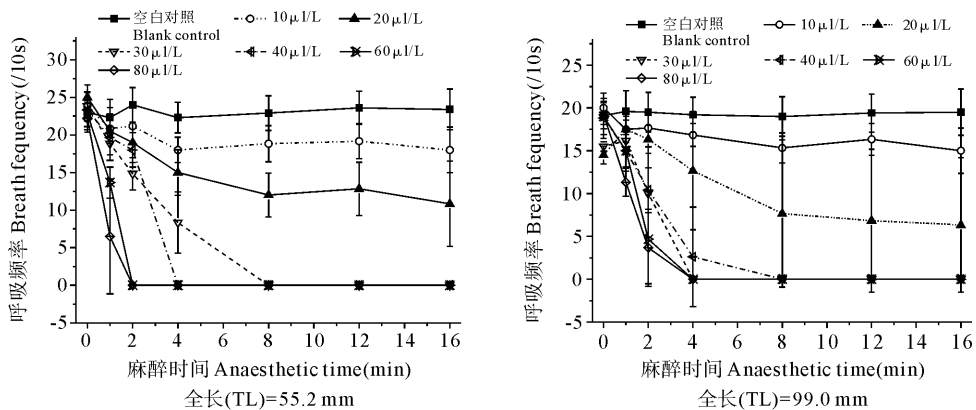 空白对照 10μl/L 20μl/L
Blank control
30μl/L 40μl/L 60μl/L
80μl/L
呼吸频率 Breath fequency(/10s)
30
25
20
15
10
5
0
-5
0 2 4 6 8 10 12 14 16
麻醉时间 Anaesthetic time(min)
全长(TL)=55.2 mm
空白对照 10μl/L 20μl/L
Blank control
30μl/L 40μl/L 60μl/L
80μl/L
呼吸频率 Breath fequency(/10s)
25
20
15
10
5
0
-5
0 2 4 6 8 10 12 14 16
麻醉时间 Anaesthetic time(min)
全长(TL)=99.0 mm